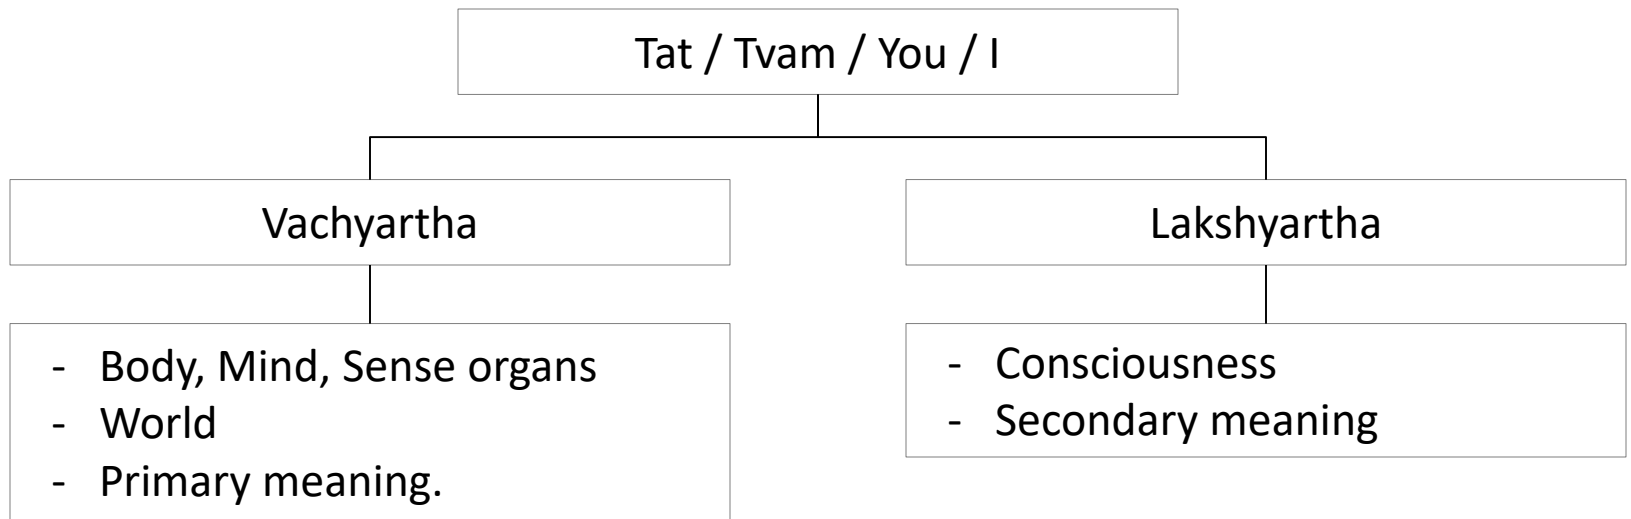 Tat / Tvam / You / I
Vachyartha
Lakshyartha
- Body, Mind, Sense organs
- World
- Primary meaning.
- Consciousness
- Secondary meaning